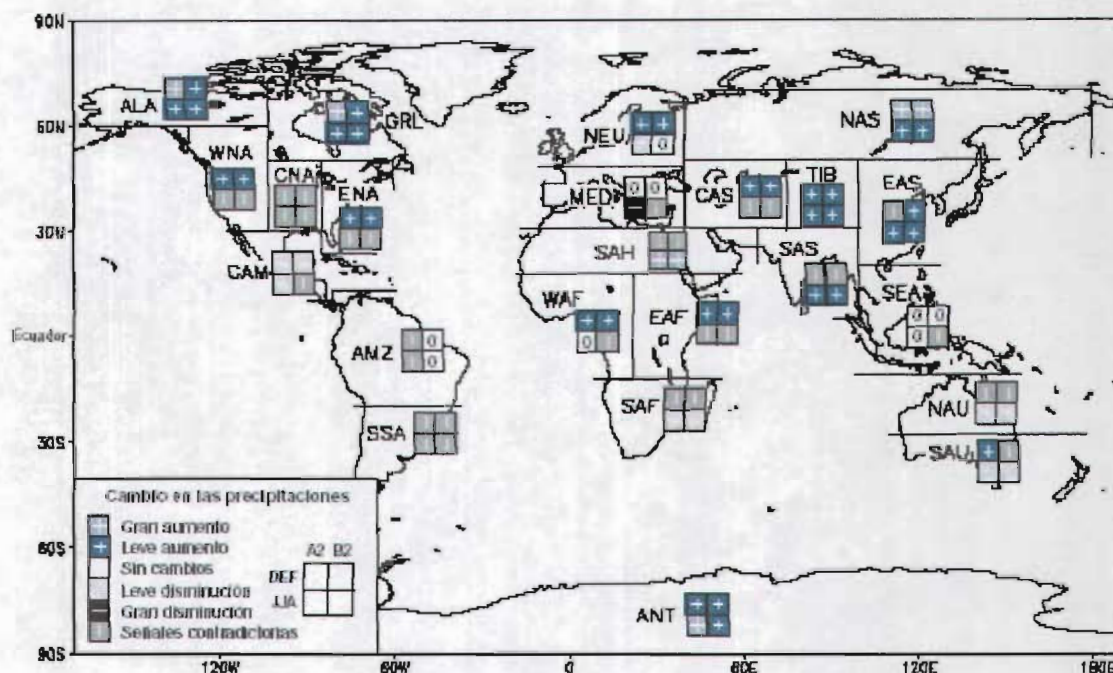 90N
ALA
GRL
60N
NEU
NAS
WNA
CNA
ENA
MED
CAS
TIB
EAS
30N
CAM
SAH
SAS
SEA
WAF
EAF
Ecuador
AMZ
SAF
NAU
SSA
30S
SAU
Cambio en las precipitaciones
Gran aumento
Leve aumento
Sin cambios
Leve disminución
Gran disminución
Señales contradictorias
A2 B2
DEF
JJA
60S
ANT
90S
120W
60W
0
60E
120E
180E